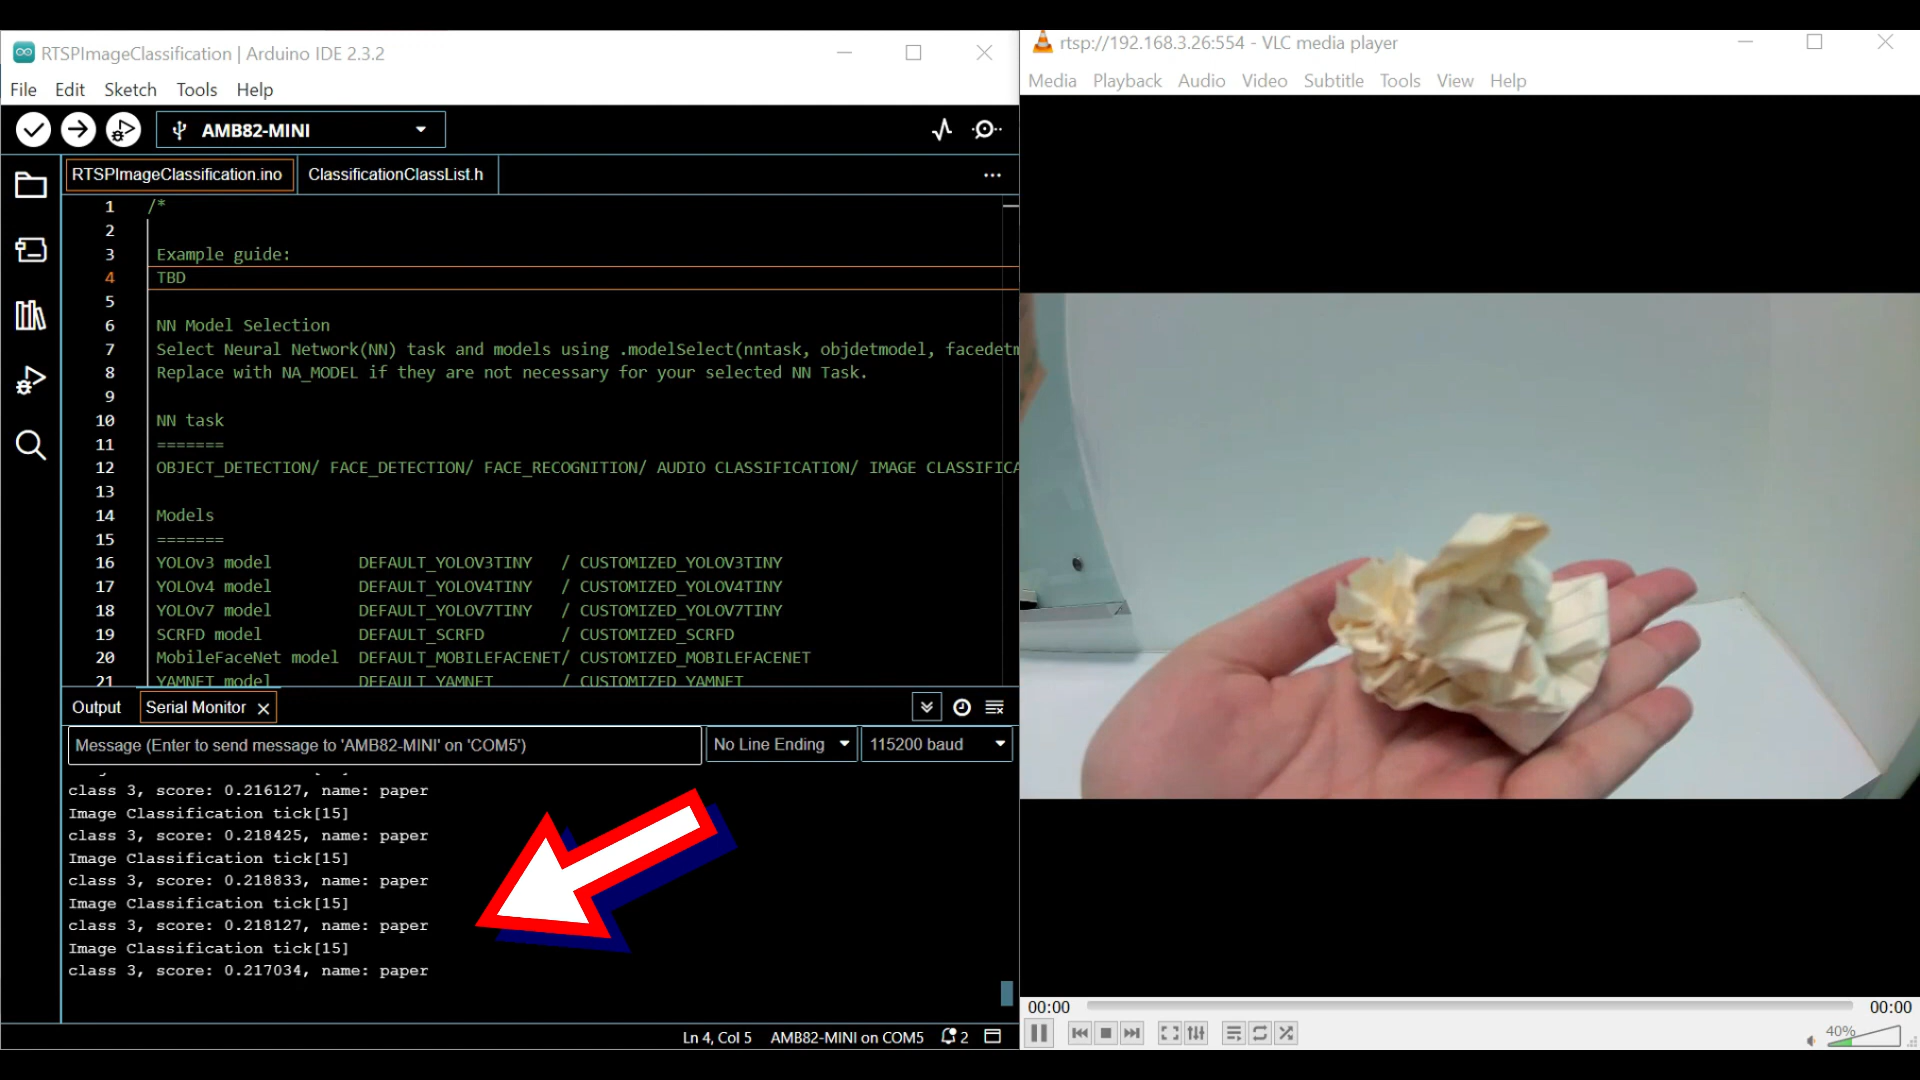 RTSPImageClassification | Arduino IDE 2.3.2
File Edit Sketch Tools Help
AMB82-MINI
RTSPImageClassification.ino ClassificationClassList.h
1 /*
2
3 Example guide:
4 TBD
5
6 NN Model Selection
7 Select Neural Network(NN) task and models using .modelSelect(nntask, objdetmodel, facedetm
8 Replace with NA_MODEL if they are not necessary for your selected NN Task.
9
10 NN task
11 =======
12 OBJECT_DETECTION/ FACE_DETECTION/ FACE_RECOGNITION/ AUDIO CLASSIFICATION/ IMAGE CLASSIFICA
13
14 Models
15 =======
16 YOLOv3 model DEFAULT_YOLOV3TINY / CUSTOMIZED_YOLOV3TINY
17 YOLOv4 model DEFAULT_YOLOV4TINY / CUSTOMIZED_YOLOV4TINY
18 YOLOv7 model DEFAULT_YOLOV7TINY / CUSTOMIZED_YOLOV7TINY
19 SCRFD model DEFAULT_SCRFD / CUSTOMIZED_SCRFD
20 MobileFaceNet model DEFAULT_MOBILEFACENET/ CUSTOMIZED_MOBILEFACENET
21 YAMNET model DEFAULT_YAMNET / CUSTOMIZED_YAMNET
Output Serial Monitor
Message (Enter to send message to 'AMB82-MINI' on 'COM5')
No Line Ending
115200 baud
class 3, score: 0.216127, name: paper
Image Classification tick[15]
class 3, score: 0.218425, name: paper
Image Classification tick[15]
class 3, score: 0.218833, name: paper
Image Classification tick[15]
class 3, score: 0.218127, name: paper
Image Classification tick[15]
class 3, score: 0.217034, name: paper
Ln 4, Col 5 AMB82-MINI on COM5 2
rtsp://192.168.3.26:554 - VLC media player
Media Playback Audio Video Subtitle Tools View Help
00:00 00:00
40%